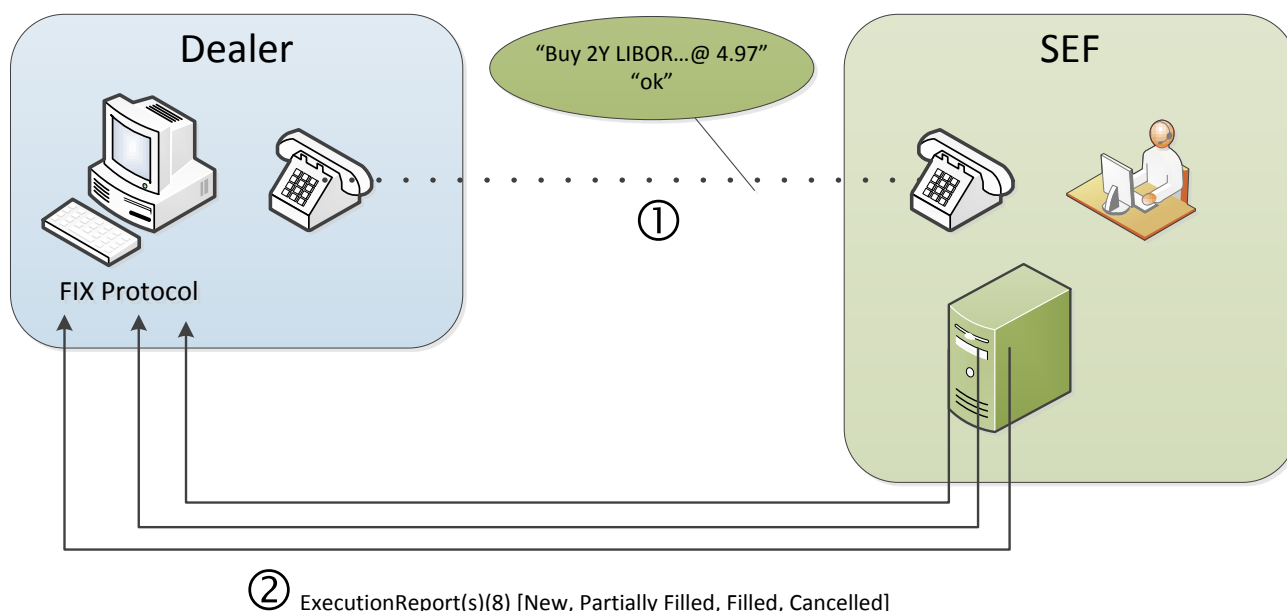 Dealer
“Buy 2Y LIBOR…@ 4.97”
“ok”
SEF
①
FIX Protocol
② ExecutionReport(s)(8) [New, Partially Filled, Filled, Cancelled]